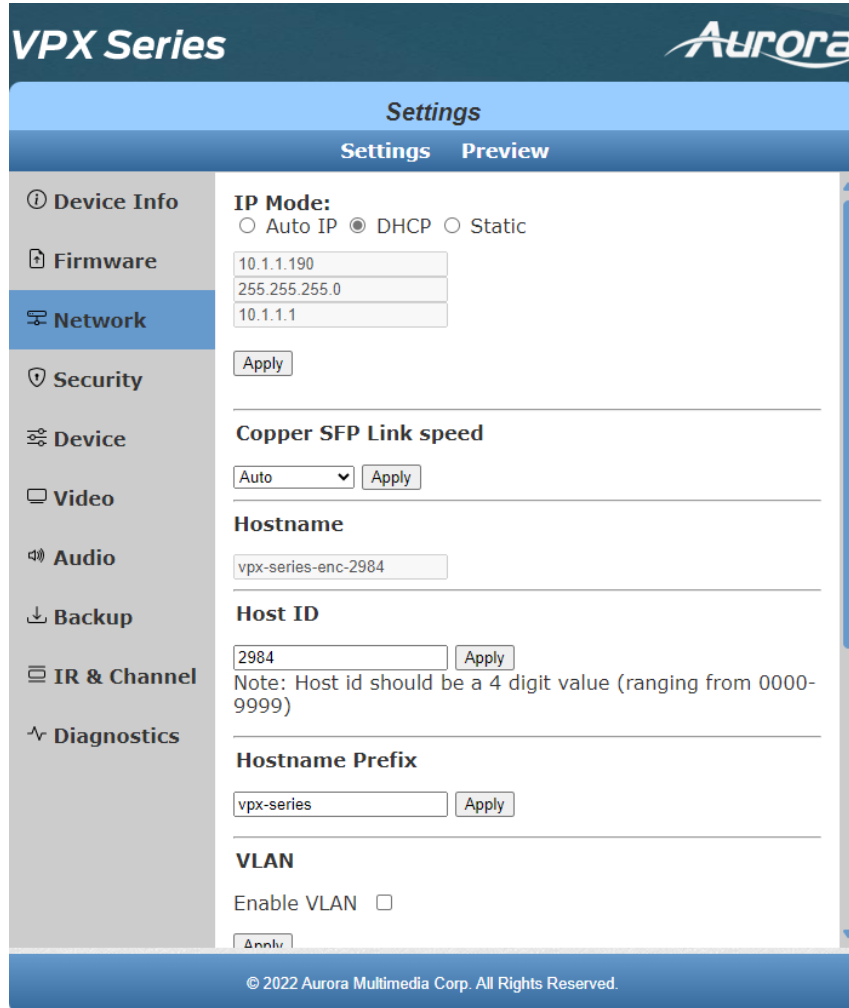 VPX Series
Aurora
Settings
Settings Preview
Device Info
Firmware
Network
Security
Device
Video
Audio
Backup
IR & Channel
Diagnostics
IP Mode:
Auto IP DHCP Static
10.1.1.190
255.255.255.0
10.1.1.1
Apply
Copper SFP Link speed
Auto Apply
Hostname
vpx-series-enc-2984
Host ID
2984 Apply
Note: Host id should be a 4 digit value (ranging from 0000-
9999)
Hostname Prefix
vpx-series Apply
VLAN
Enable VLAN
Apply
© 2022 Aurora Multimedia Corp. All Rights Reserved.